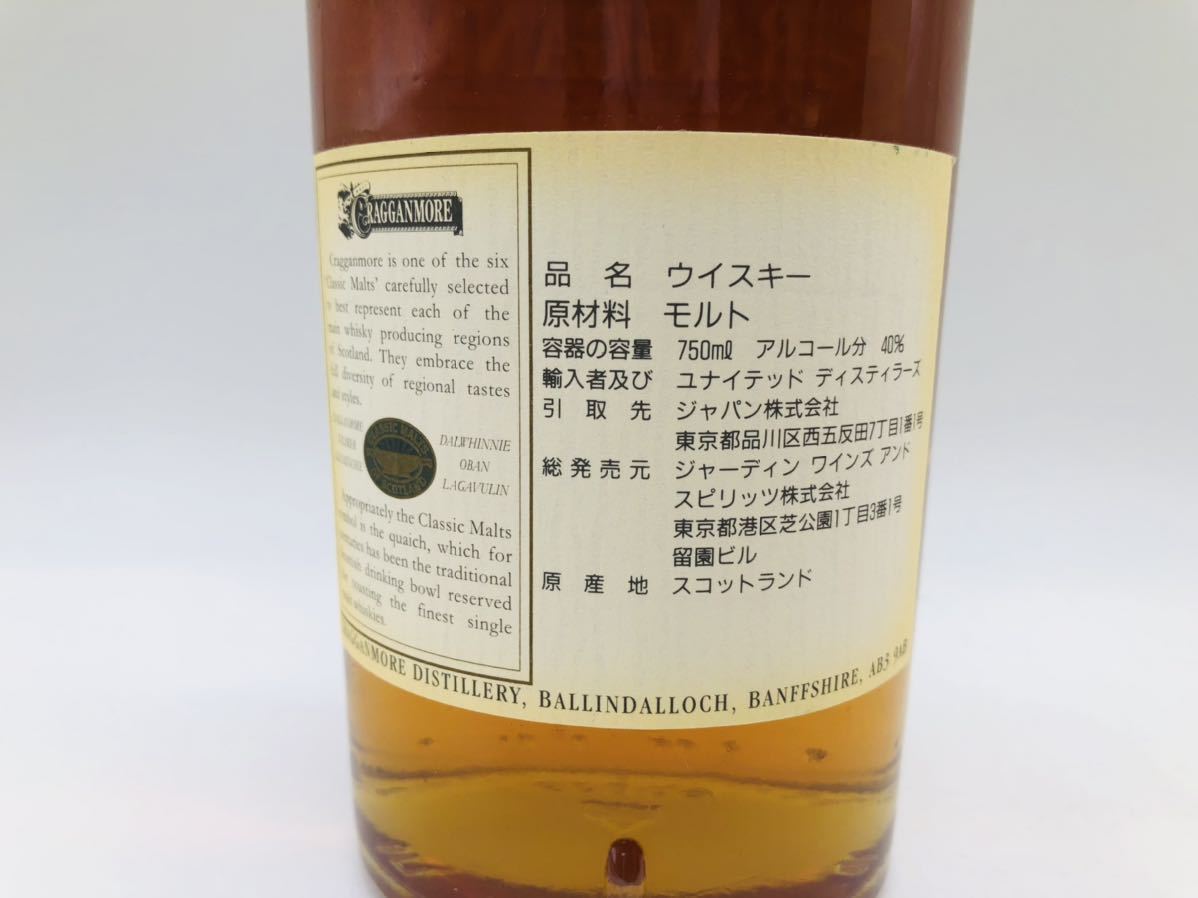 CRAGGANMORE
Cragganmore is one of the six
'Classic Malts' carefully selected
to best represent each of the
main whisky producing regions
of Scotland. They embrace the
full diversity of regional tastes
and styles.
CLASSIC MALTS
SCOTLAND
DALWHINNIE
OBAN
LAGAVULIN
Appropriately the Classic Malts
symbol is the quaich, which for
centuries has been the traditional
drinking bowl reserved
for toasting the finest single
malt whiskies.
品名 ウイスキー
原材料 モルト
容器の容量 750mℓ アルコール分 40%
輸入者及び ユナイテッド ディスティラーズ
引取先 ジャパン株式会社
東京都品川区西五反田7丁目1番1号
総発売元 ジャーディン ワインズ アンド
スピリッツ株式会社
東京都港区芝公園1丁目3番1号
留園ビル
原産地 スコットランド
CRAGGANMORE DISTILLERY, BALLINDALLOCH, BANFFSHIRE, AB3 9AB